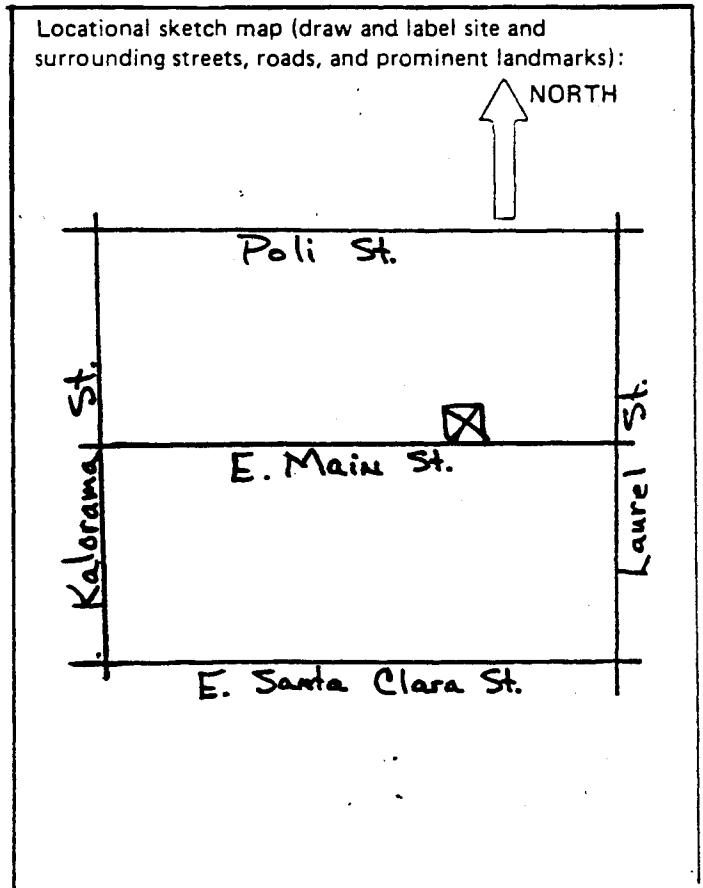 Locational sketch map (draw and label site and
surrounding streets, roads, and prominent landmarks):
NORTH
Poli St.
Kalorama St.
E. Main St.
Laurel St.
E. Santa Clara St.